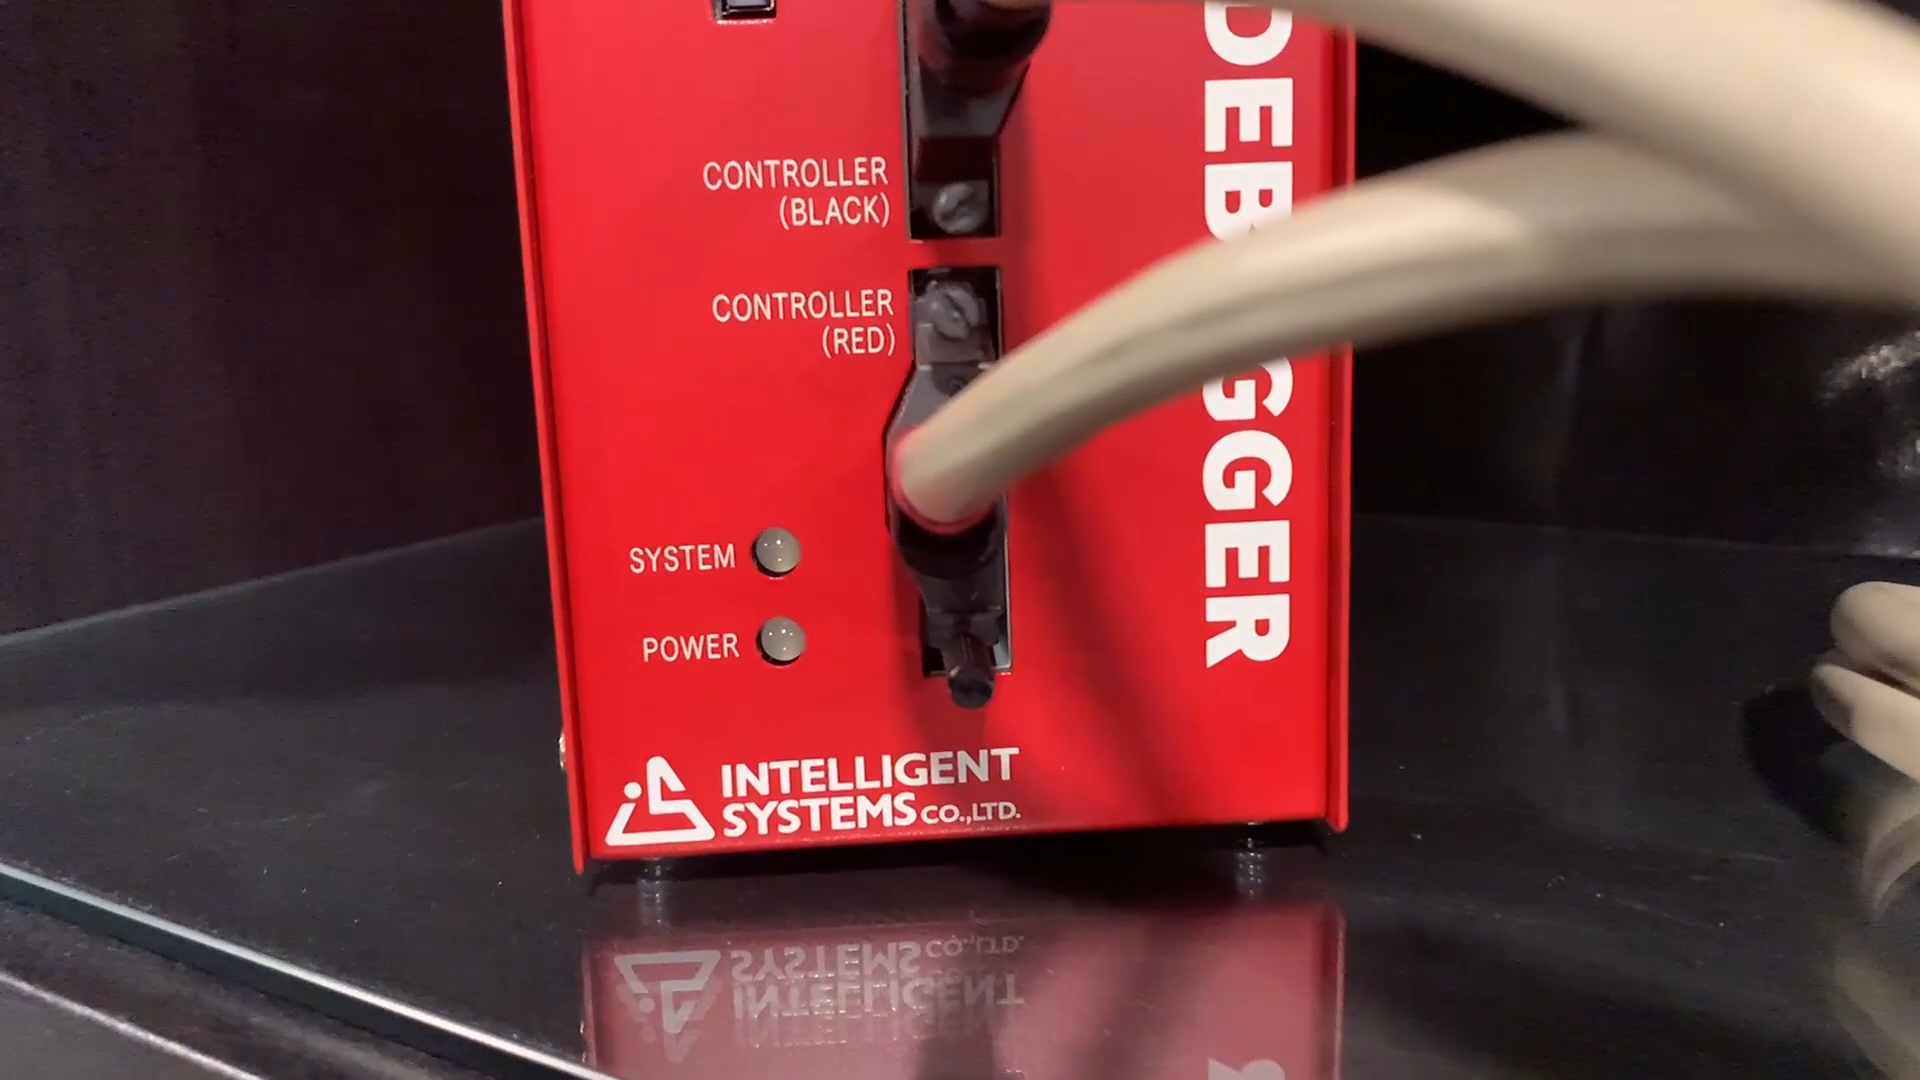 CONTROLLER
(BLACK)
CONTROLLER
(RED)
SYSTEM
POWER
INTELLIGENT
SYSTEMS CO.,LTD.